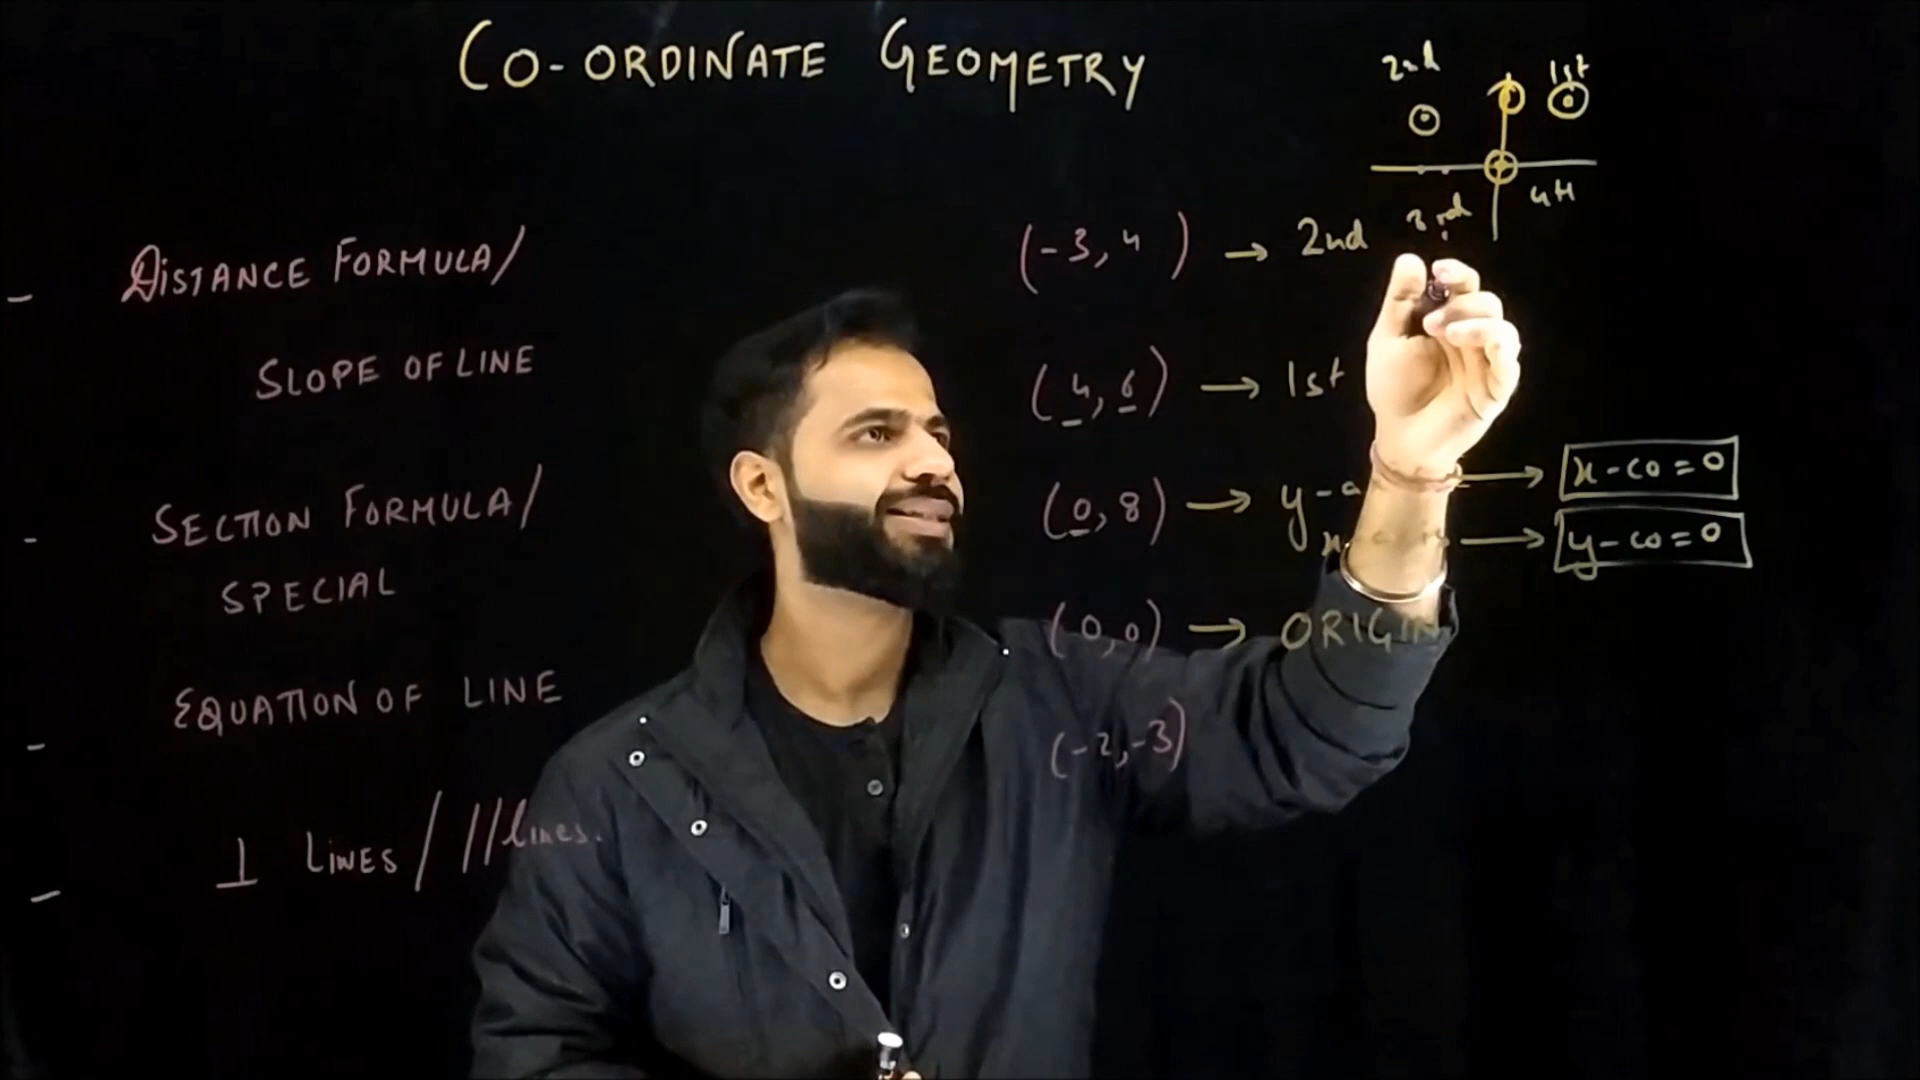 CO-ORDINATE GEOMETRY
2nd 1st
3rd 4th
- DISTANCE FORMULA/
SLOPE OF LINE
- SECTION FORMULA/
SPECIAL
- EQUATION OF LINE
- ⊥ LINES / // lines.
(-3, 4) → 2nd
(4, 6) → 1st
(0, 8) → y-a → x-co = 0
x → y-co = 0
(0, 0) → ORIGIN
(-2, -3)